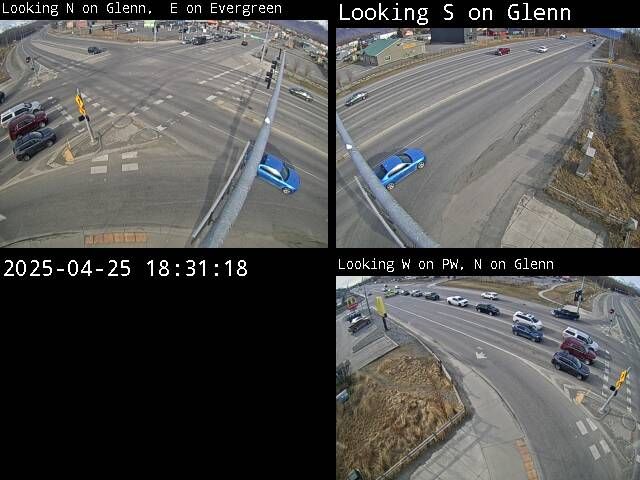 Looking N on Glenn, E on Evergreen
Looking S on Glenn
2025-04-25 18:31:18
Looking W on PW, N on Glenn